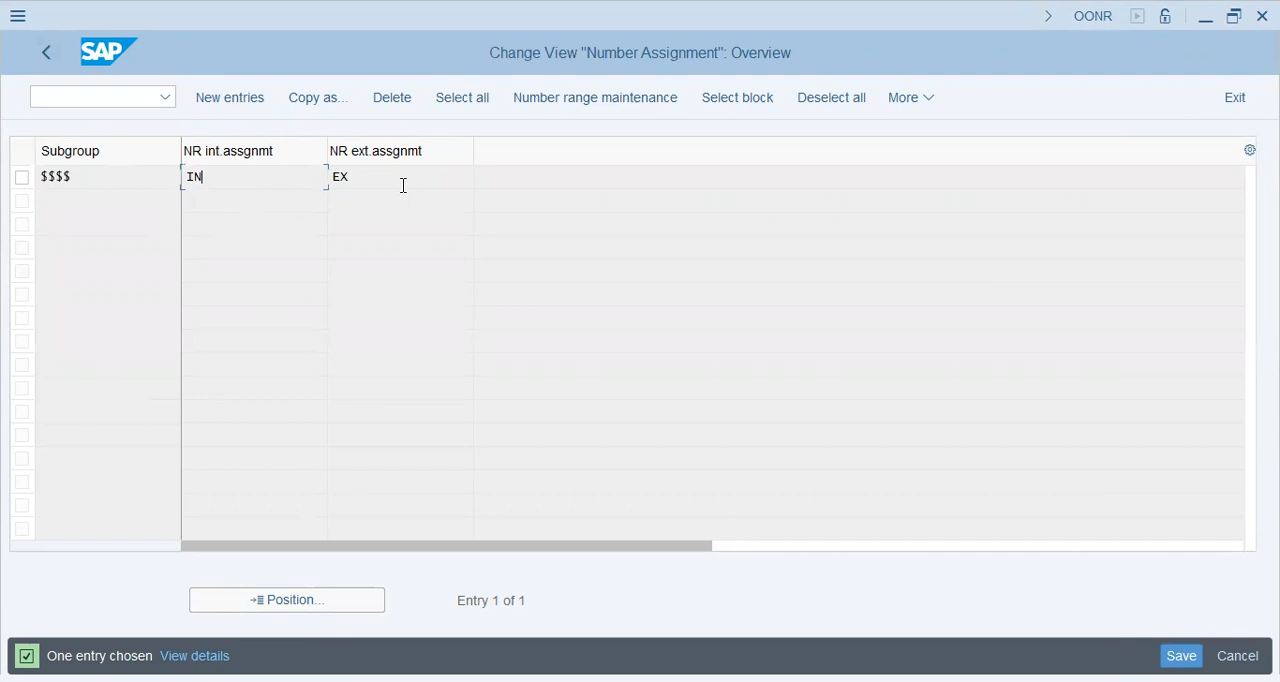 OONR
SAP
Change View "Number Assignment": Overview
New entries Copy as... Delete Select all Number range maintenance Select block Deselect all More Exit
Subgroup NR int.assgnmt NR ext.assgnmt
$$$$ IN EX
Position... Entry 1 of 1
One entry chosen View details Save Cancel